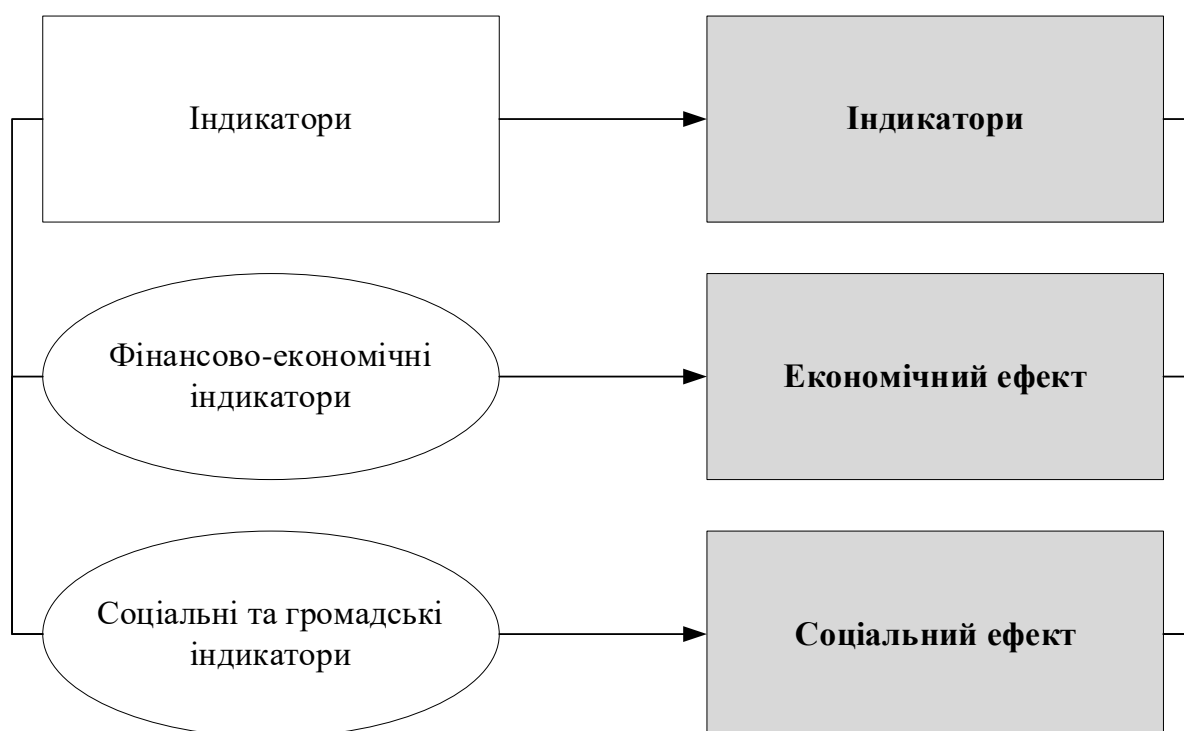 Індикатори
Індикатори
Фінансово-економічні
індикатори
Економічний ефект
Соціальні та громадські
індикатори
Соціальний ефект